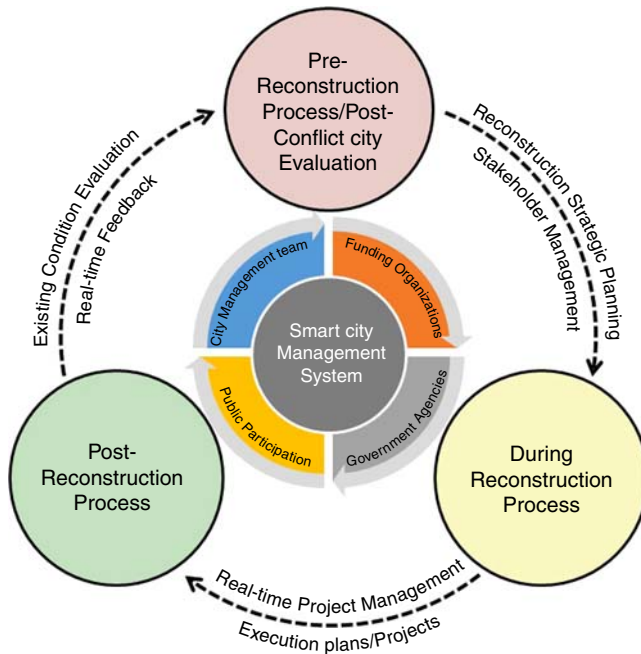 Pre-
Reconstruction
Process/Post-
Conflict city
Evaluation
Reconstruction Strategic Planning
Stakeholder Management
Existing Condition Evaluation
Real-time Feedback
City Management team
Funding Organizations
Smart city
Management
System
Public Participation
Government Agencies
Post-
Reconstruction
Process
During
Reconstruction
Process
Real-time Project Management
Execution plans/Projects